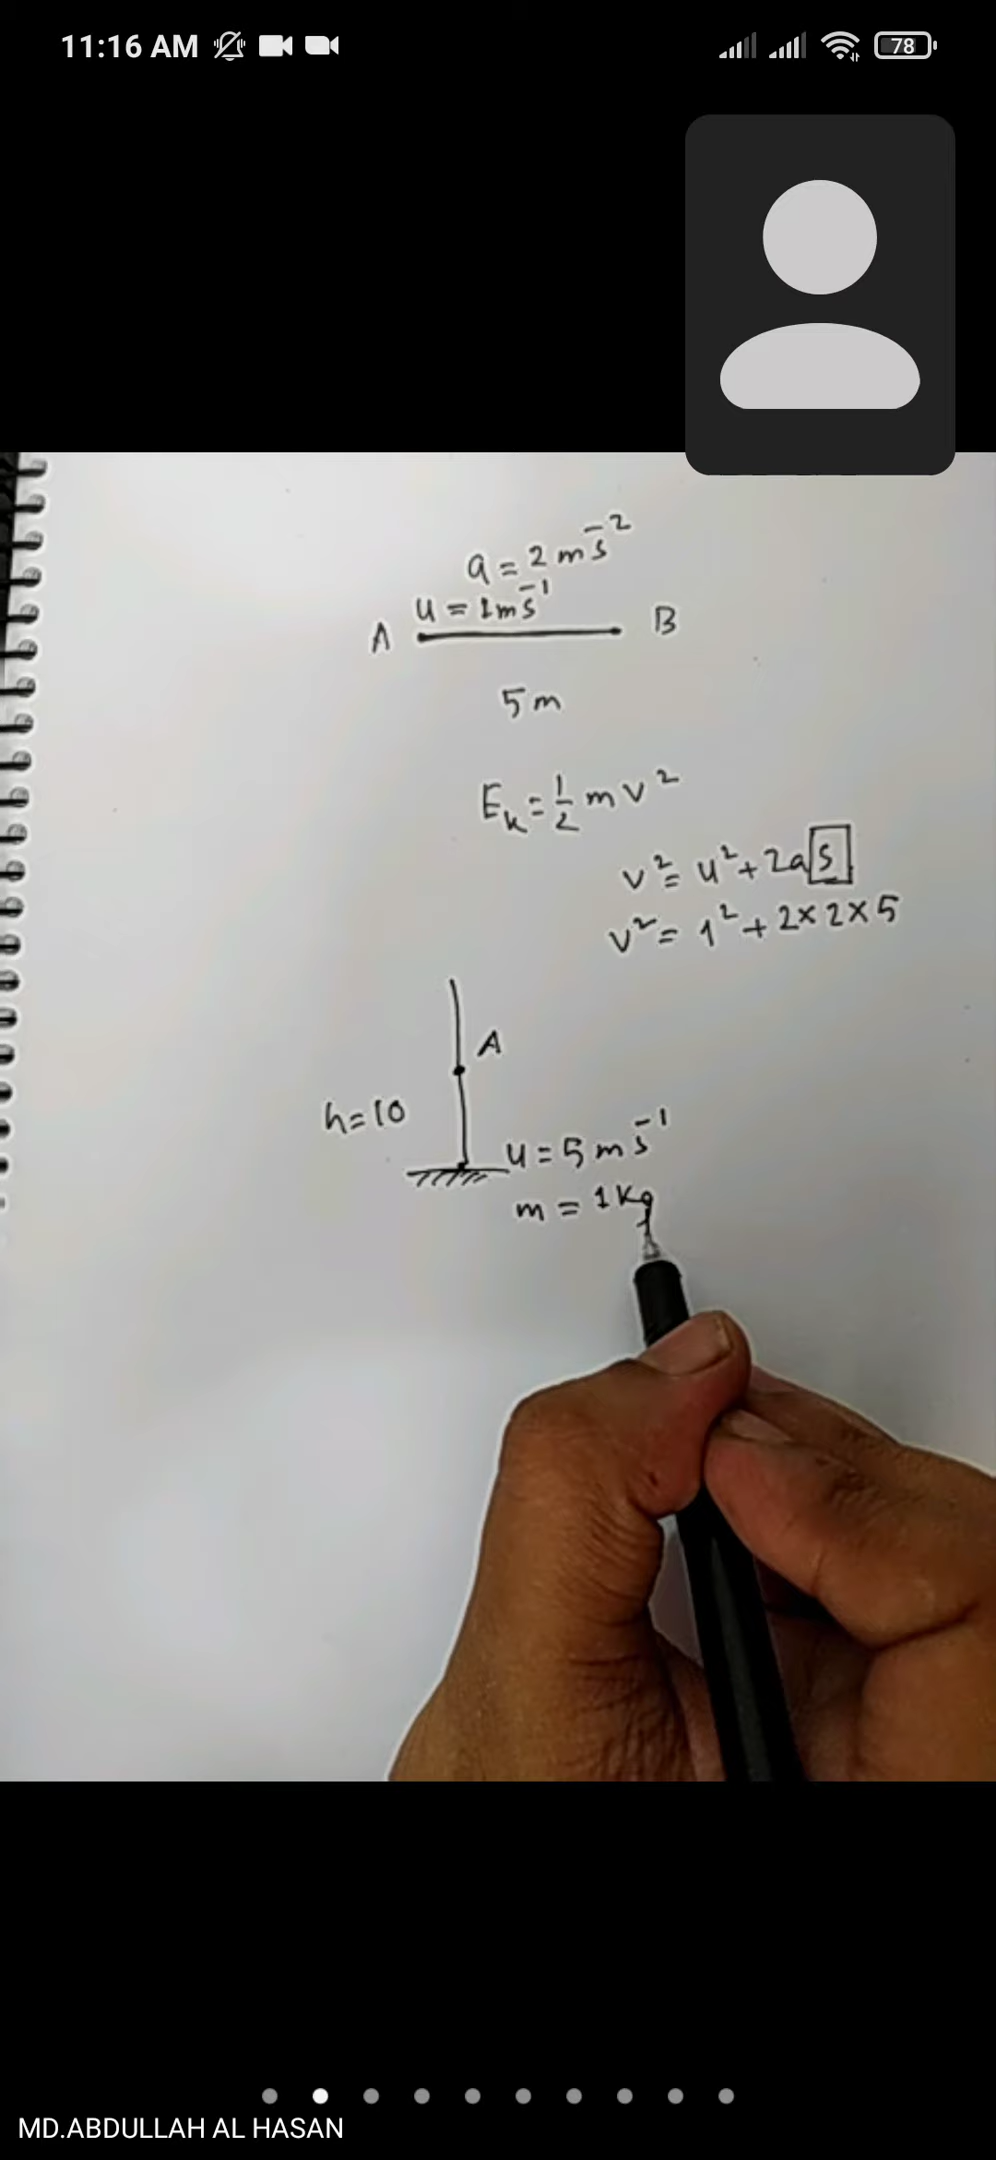 11:16 AM
78
a = 2 ms⁻²
u = 1ms⁻¹
A B
5m
Eₖ = ½ mv²
v² = u² + 2as
v² = 1² + 2×2×5
A
h=10
u = 5 ms⁻¹
m = 1kg
MD.ABDULLAH AL HASAN